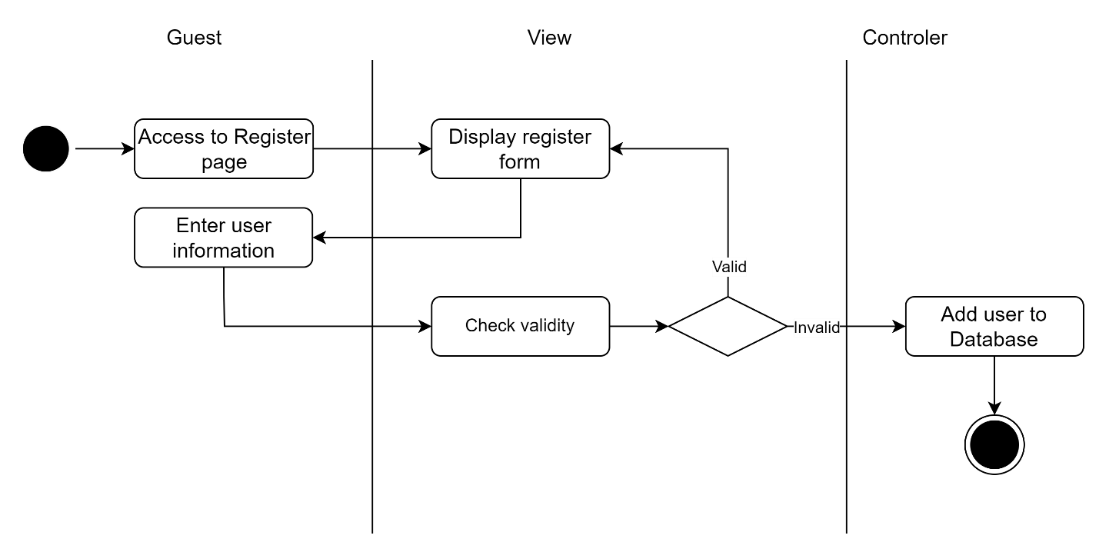 Guest
View
Controler
Access to Register
page
Display register
form
Enter user
information
Valid
Check validity
Invalid
Add user to
Database